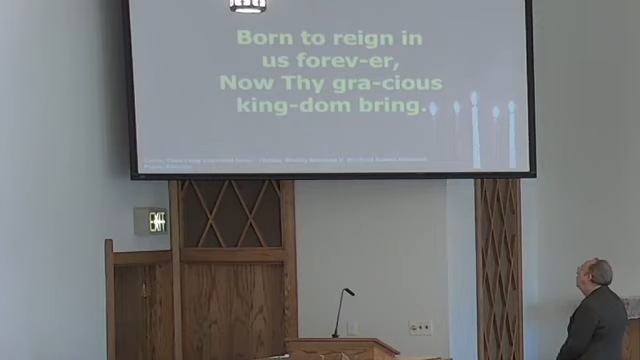 Born to reign in
us forev-er,
Now Thy gra-cious
king-dom bring.
EXIT